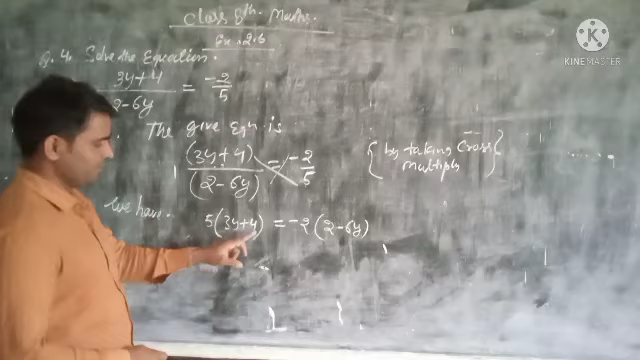 Class 8th. Maths.
Ex. 2.6
Q. 4. Solve the Equation.
3y+4 / 2-6y = -2/5
The give Eqn is
(3y+4) / (2-6y) = -2/5 { by taking Cross
Multiply }
We have.
5(3y+4) = -2(2-6y)
KINEMASTER